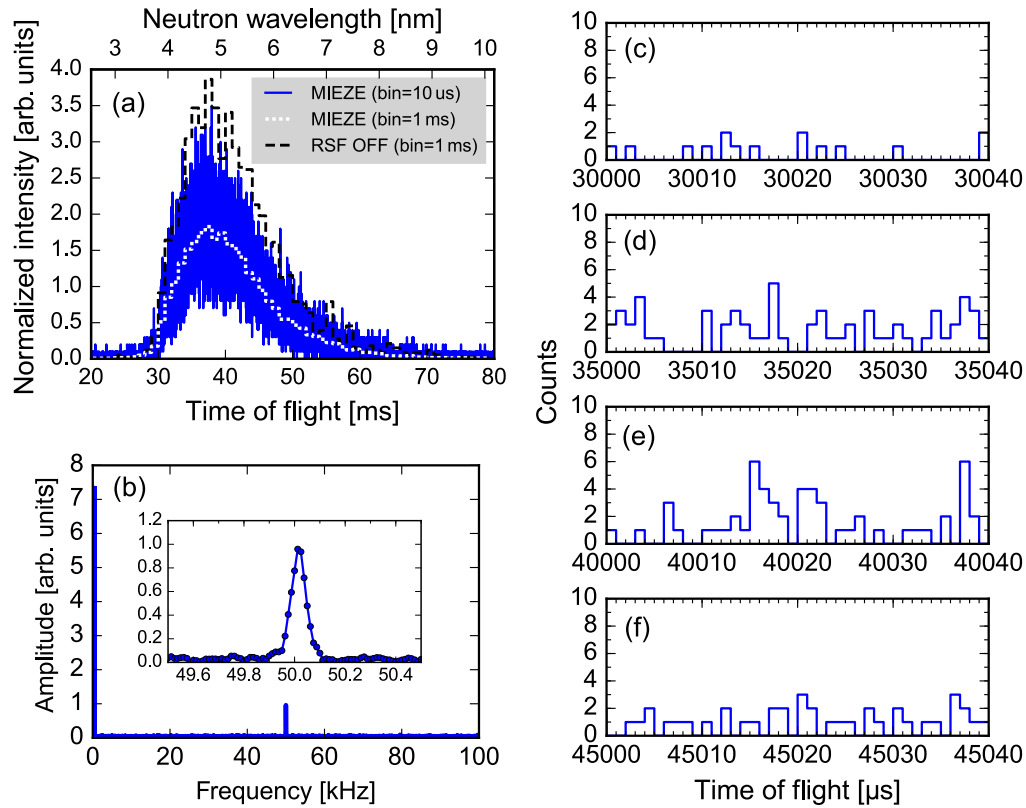 Neutron wavelength [nm]
3 4 5 6 7 8 9 10
Normalized intensity [arb. units]
4.0
3.5
3.0
2.5
2.0
1.5
1.0
0.5
0.0
(a)
MIEZE (bin=10 us)
MIEZE (bin=1 ms)
RSF OFF (bin=1 ms)
20 30 40 50 60 70 80
Time of flight [ms]
Amplitude [arb. units]
8
7
6
5
4
3
2
1
0
(b)
1.2
1.0
0.8
0.6
0.4
0.2
0.0
49.6 49.8 50.0 50.2 50.4
0 20 40 60 80 100
Frequency [kHz]
Counts
10
8
6
4
2
0
(c)
30000 30010 30020 30030 30040
10
8
6
4
2
0
(d)
35000 35010 35020 35030 35040
10
8
6
4
2
0
(e)
40000 40010 40020 40030 40040
10
8
6
4
2
0
(f)
45000 45010 45020 45030 45040
Time of flight [µs]